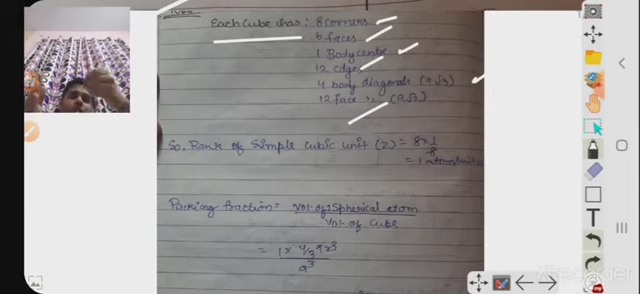 Each cube has: 8 corners
6 faces
1 Body centre
12 edge
4 body diagonals (a√3)
12 face " (a√2)
So, Rank of Simple cubic unit (Z) = 8 × 1/8
= 1 atom/unit
Packing fraction = Vol. of 1 Spherical atom
Vol. of cube
= 1 × 4/3 πr³
a³